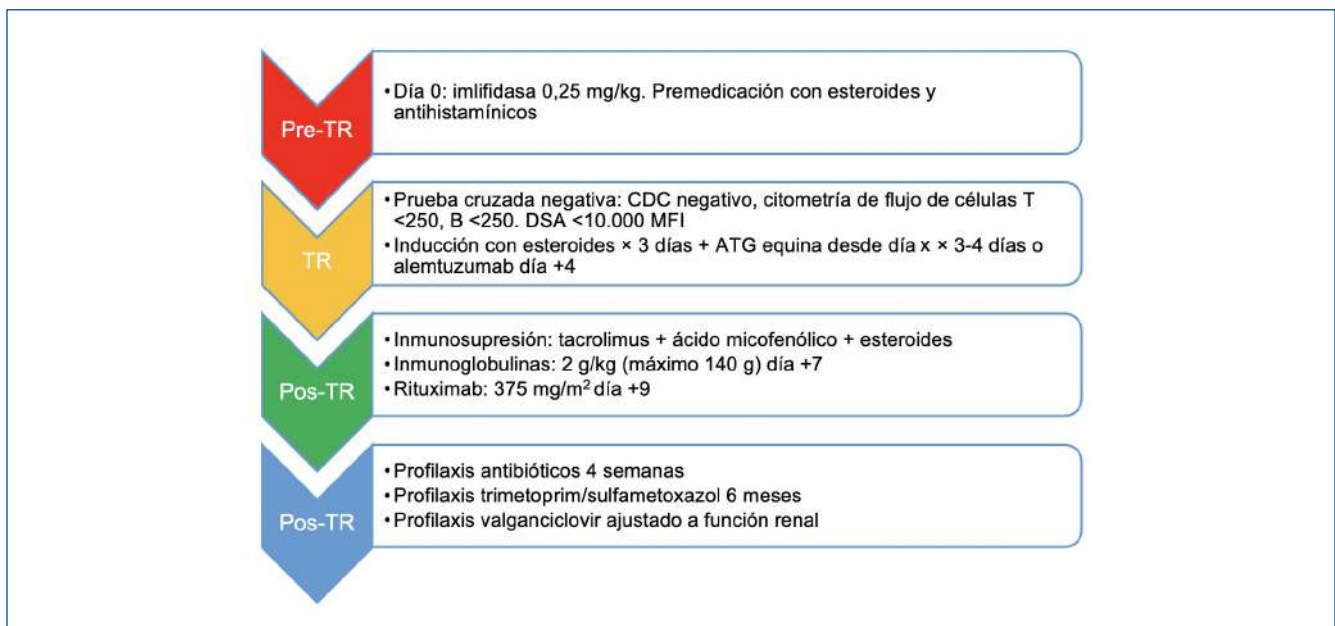 Pre-TR
•Día 0: imlifidasa 0,25 mg/kg. Premedicación con esteroides y
antihistamínicos
TR
•Prueba cruzada negativa: CDC negativo, citometría de flujo de células T
<250, B <250. DSA <10.000 MFI
•Inducción con esteroides × 3 días + ATG equina desde día x × 3-4 días o
alemtuzumab día +4
Pos-TR
•Inmunosupresión: tacrolimus + ácido micofenólico + esteroides
•Inmunoglobulinas: 2 g/kg (máximo 140 g) día +7
•Rituximab: 375 mg/m² día +9
Pos-TR
•Profilaxis antibióticos 4 semanas
•Profilaxis trimetoprim/sulfametoxazol 6 meses
•Profilaxis valganciclovir ajustado a función renal